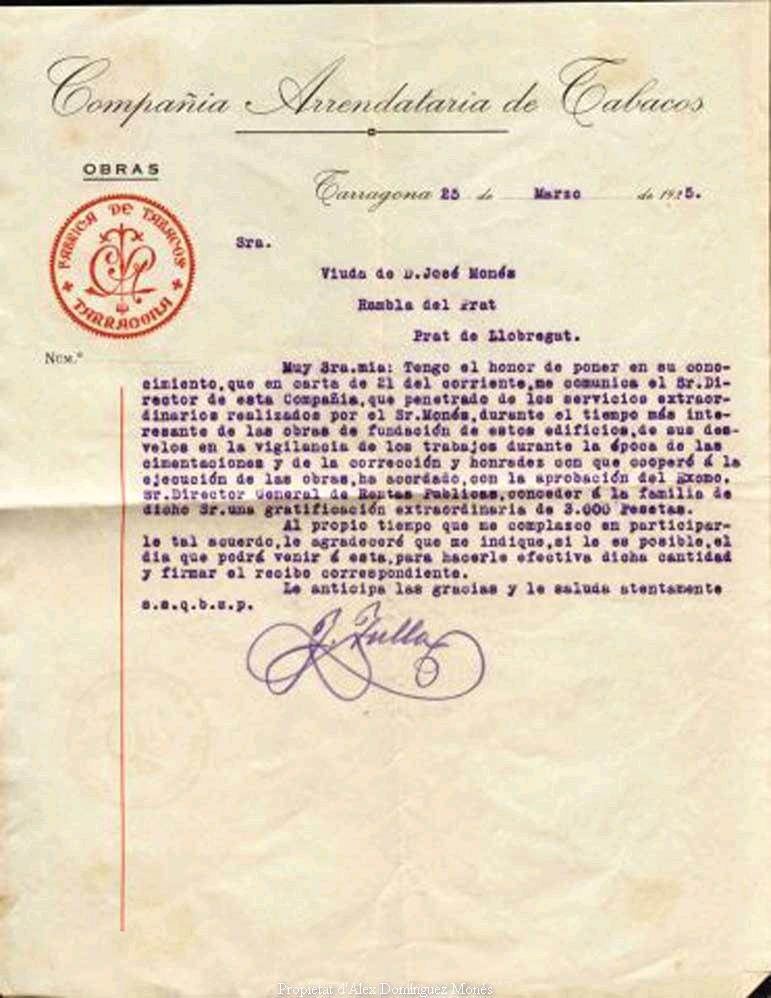 Compañia Arrendataria de Tabacos
OBRAS
Tarragona 25 de Marzo de 1925.
FABRICA DE TABACOS
TARRAGONA
Sra.
Viuda de D.José Monés
Rambla del Prat
Prat de Llobregut.
NUM.º
Muy Sra.mia: Tengo el honor de poner en su cono-
cimiento,que en carta de 21 del corriente,me comunica el Sr.Di-
rector de esta Compañia,que penetrado de los servicios extraor-
dinarios realizados por el Sr.Monés,durante el tiempo más inte-
resante de las obras de fundación de estos edificios,de sus des-
velos en la vigilancia de los trabajos durante la época de las
cimentaciones y de la corrección y honradez con que cooperó á la
ejecución de las obras,ha acordado,con la aprobación del Excmo.
Sr.Director General de Rentas Publicas,conceder á la familia de
dicho Sr.una gratificación extraordinaria de 3.000 Pesetas.
Al propio tiempo que me complazco en participar-
le tal acuerdo,le agradeceré que me indique,si le es posible,el
dia que podrá venir á esta,para hacerle efectiva dicha cantidad
y firmar el recibo correspondiente.
Le anticipa las gracias y le saluda atentamente
s.s.q.b.s.p.
J. Fulla
Propietat d'Alex Domínguez Monés